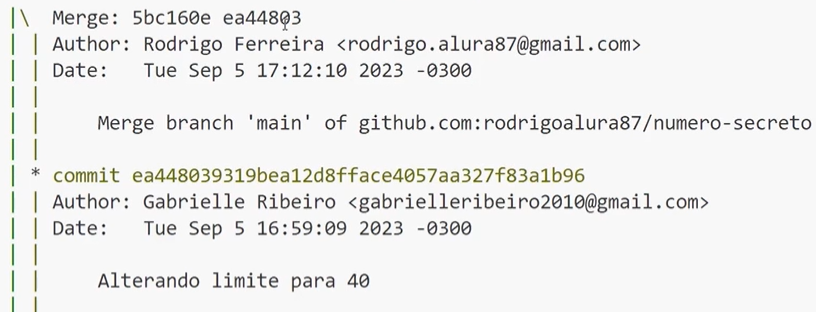 |\  Merge: 5bc160e ea44803
| | Author: Rodrigo Ferreira <rodrigo.alura87@gmail.com>
| | Date:   Tue Sep 5 17:12:10 2023 -0300
| |
| |     Merge branch 'main' of github.com:rodrigoalura87/numero-secreto
| |
| * commit ea448039319bea12d8fface4057aa327f83a1b96
| | Author: Gabrielle Ribeiro <gabrielleribeiro2010@gmail.com>
| | Date:   Tue Sep 5 16:59:09 2023 -0300
| |
| |     Alterando limite para 40
| |